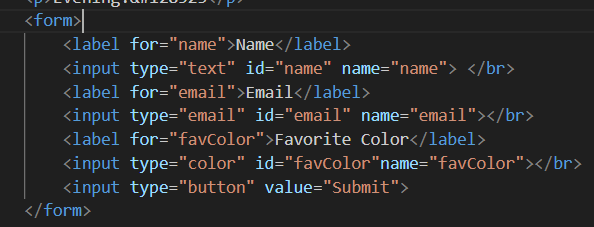 <p>Evening:&#128525</p>
<form>
<label for="name">Name</label>
<input type="text" id="name" name="name"> </br>
<label for="email">Email</label>
<input type="email" id="email" name="email"></br>
<label for="favColor">Favorite Color</label>
<input type="color" id="favColor"name="favColor"></br>
<input type="button" value="Submit">
</form>